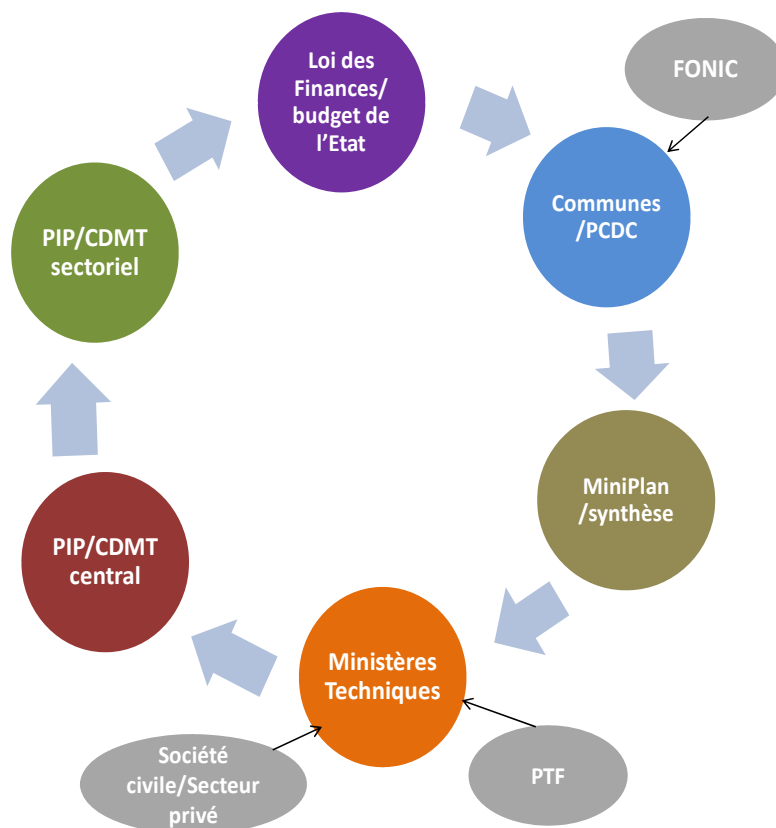 Loi des
Finances/
budget de
l’Etat
FONIC
Communes
/PCDC
PIP/CDMT
sectoriel
MiniPlan
/synthèse
PIP/CDMT
central
Ministères
Techniques
Société
civile/Secteur
privé
PTF